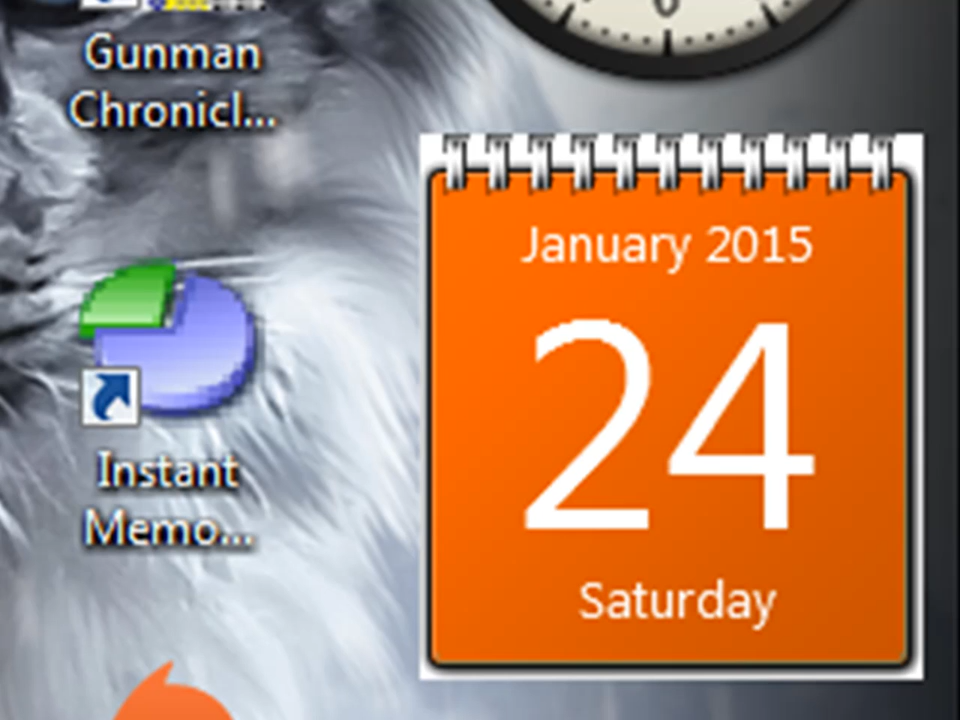 Gunman
Chronicl...
January 2015
24
Saturday
Instant
Memo...